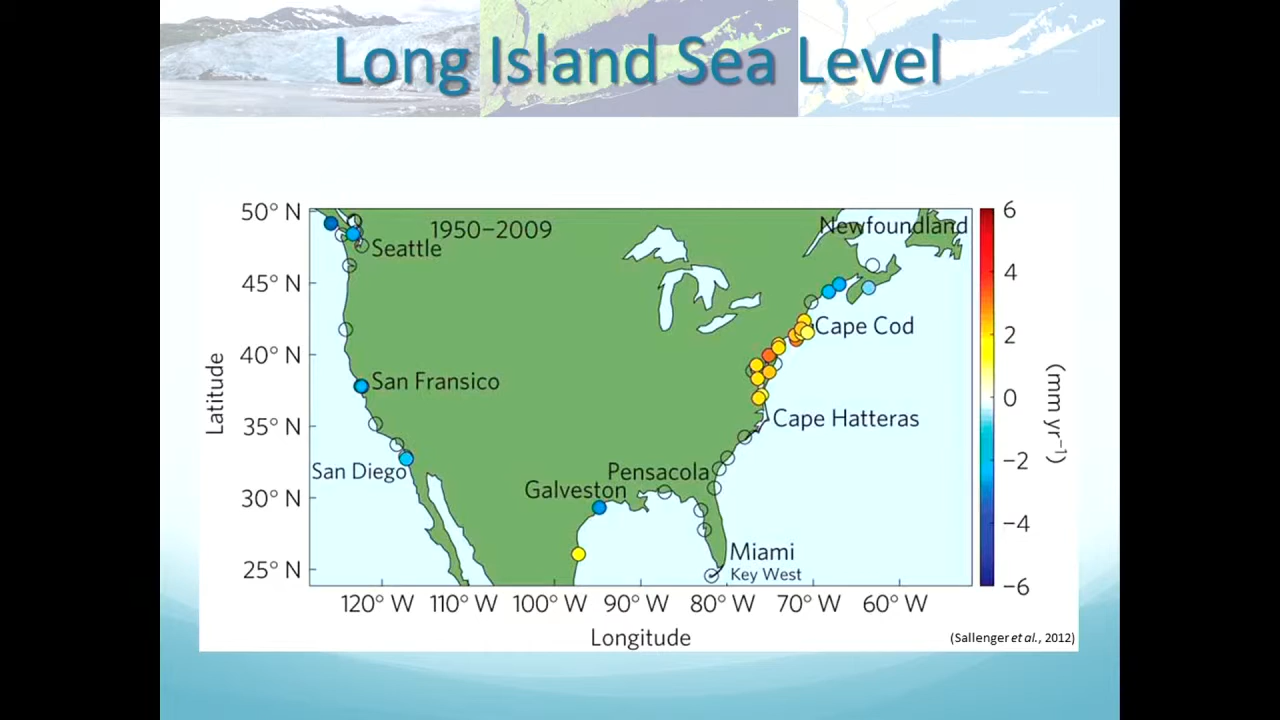 Long Island Sea Level
50° N
1950–2009
Newfoundland
6
Seattle
45° N
4
Cape Cod
2
40° N
San Fransico
0
35° N
Cape Hatteras
San Diego
Pensacola
−2
Galveston
30° N
−4
Miami
25° N
Key West
−6
Latitude
(mm yr⁻¹)
120° W 110° W 100° W 90° W 80° W 70° W 60° W
Longitude
(Sallenger et al., 2012)